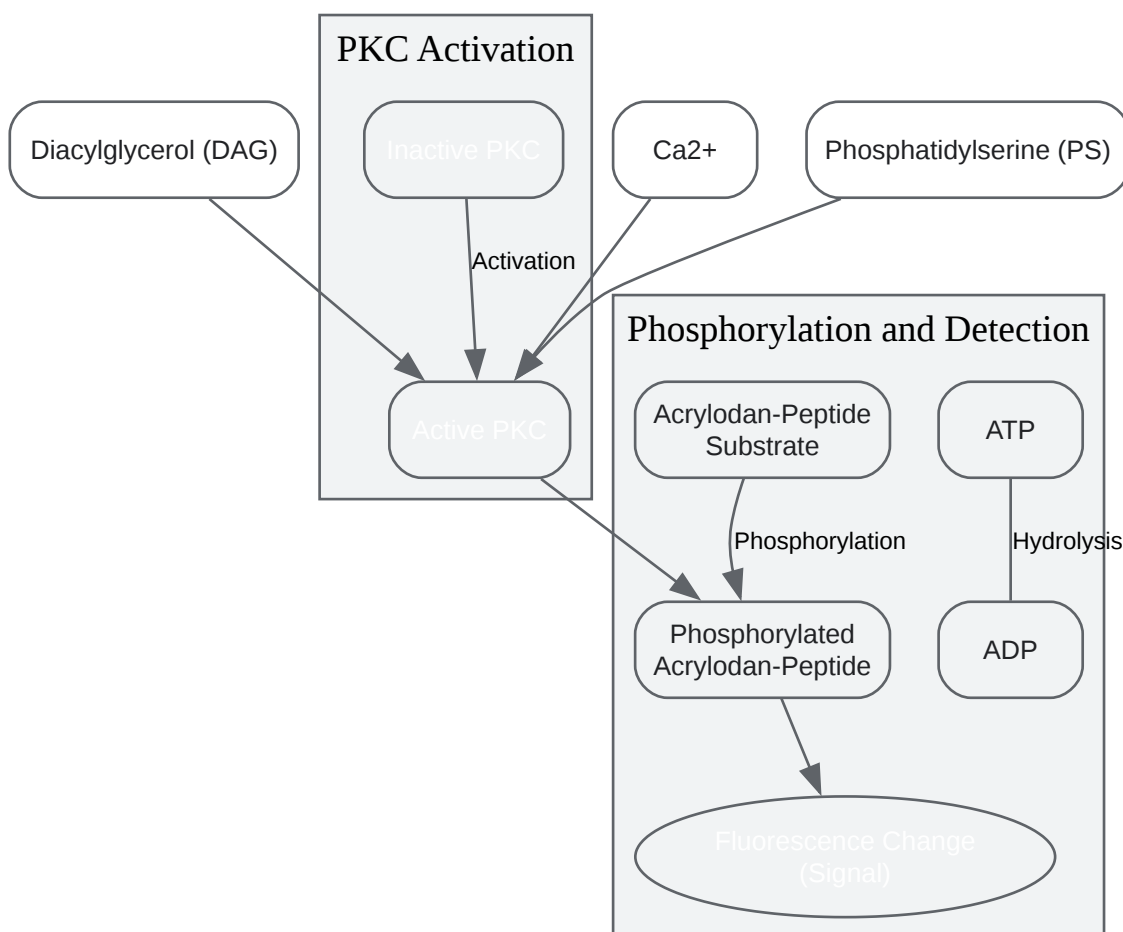 PKC Activation
Diacylglycerol (DAG)
Inactive PKC
Ca2+
Phosphatidylserine (PS)
Activation
Phosphorylation and Detection
Active PKC
Acrylodan-Peptide
Substrate
ATP
Phosphorylation
Hydrolysis
Phosphorylated
Acrylodan-Peptide
ADP
Fluorescence Change
(Signal)